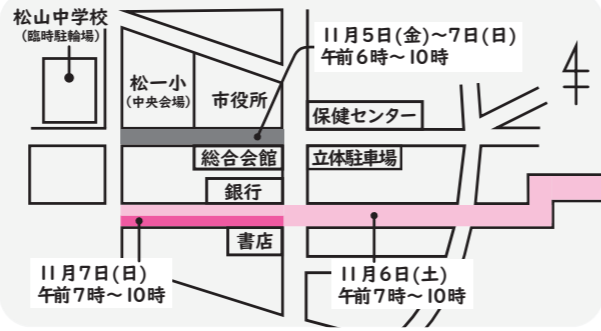 松山中学校
(臨時駐輪場)
松一小
(中央会場)
市役所
11月5日(金)～7日(日)
午前6時～10時
保健センター
総合会館
立体駐車場
銀行
書店
11月7日(日)
午前7時～10時
11月6日(土)
午前7時～10時